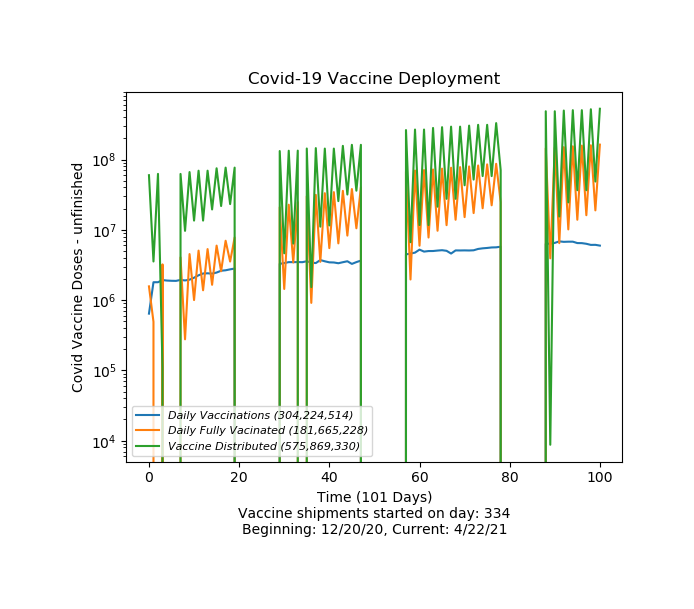 Covid-19 Vaccine Deployment
Covid Vaccine Doses - unfinished
10⁸
10⁷
10⁶
10⁵
10⁴
Daily Vaccinations (304,224,514)
Daily Fully Vacinated (181,665,228)
Vaccine Distributed (575,869,330)
0 20 40 60 80 100
Time (101 Days)
Vaccine shipments started on day: 334
Beginning: 12/20/20, Current: 4/22/21